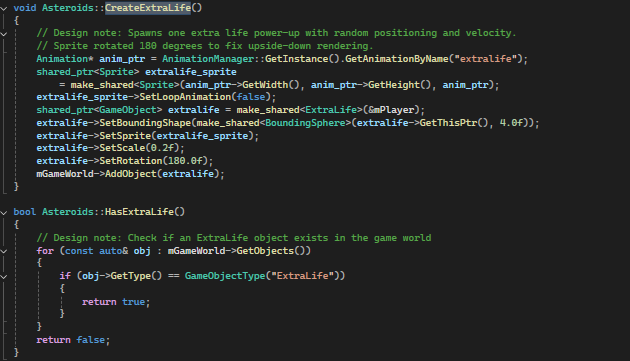 void Asteroids::CreateExtraLife()
{
// Design note: Spawns one extra life power-up with random positioning and velocity.
// Sprite rotated 180 degrees to fix upside-down rendering.
Animation* anim_ptr = AnimationManager::GetInstance().GetAnimationByName("extralife");
shared_ptr<Sprite> extralife_sprite
= make_shared<Sprite>(anim_ptr->GetWidth(), anim_ptr->GetHeight(), anim_ptr);
extralife_sprite->SetLoopAnimation(false);
shared_ptr<GameObject> extralife = make_shared<ExtraLife>(&mPlayer);
extralife->SetBoundingShape(make_shared<BoundingSphere>(extralife->GetThisPtr(), 4.0f));
extralife->SetSprite(extralife_sprite);
extralife->SetScale(0.2f);
extralife->SetRotation(180.0f);
mGameWorld->AddObject(extralife);
}
bool Asteroids::HasExtraLife()
{
// Design note: Check if an ExtraLife object exists in the game world
for (const auto& obj : mGameWorld->GetObjects())
{
if (obj->GetType() == GameObjectType("ExtraLife"))
{
return true;
}
}
return false;
}